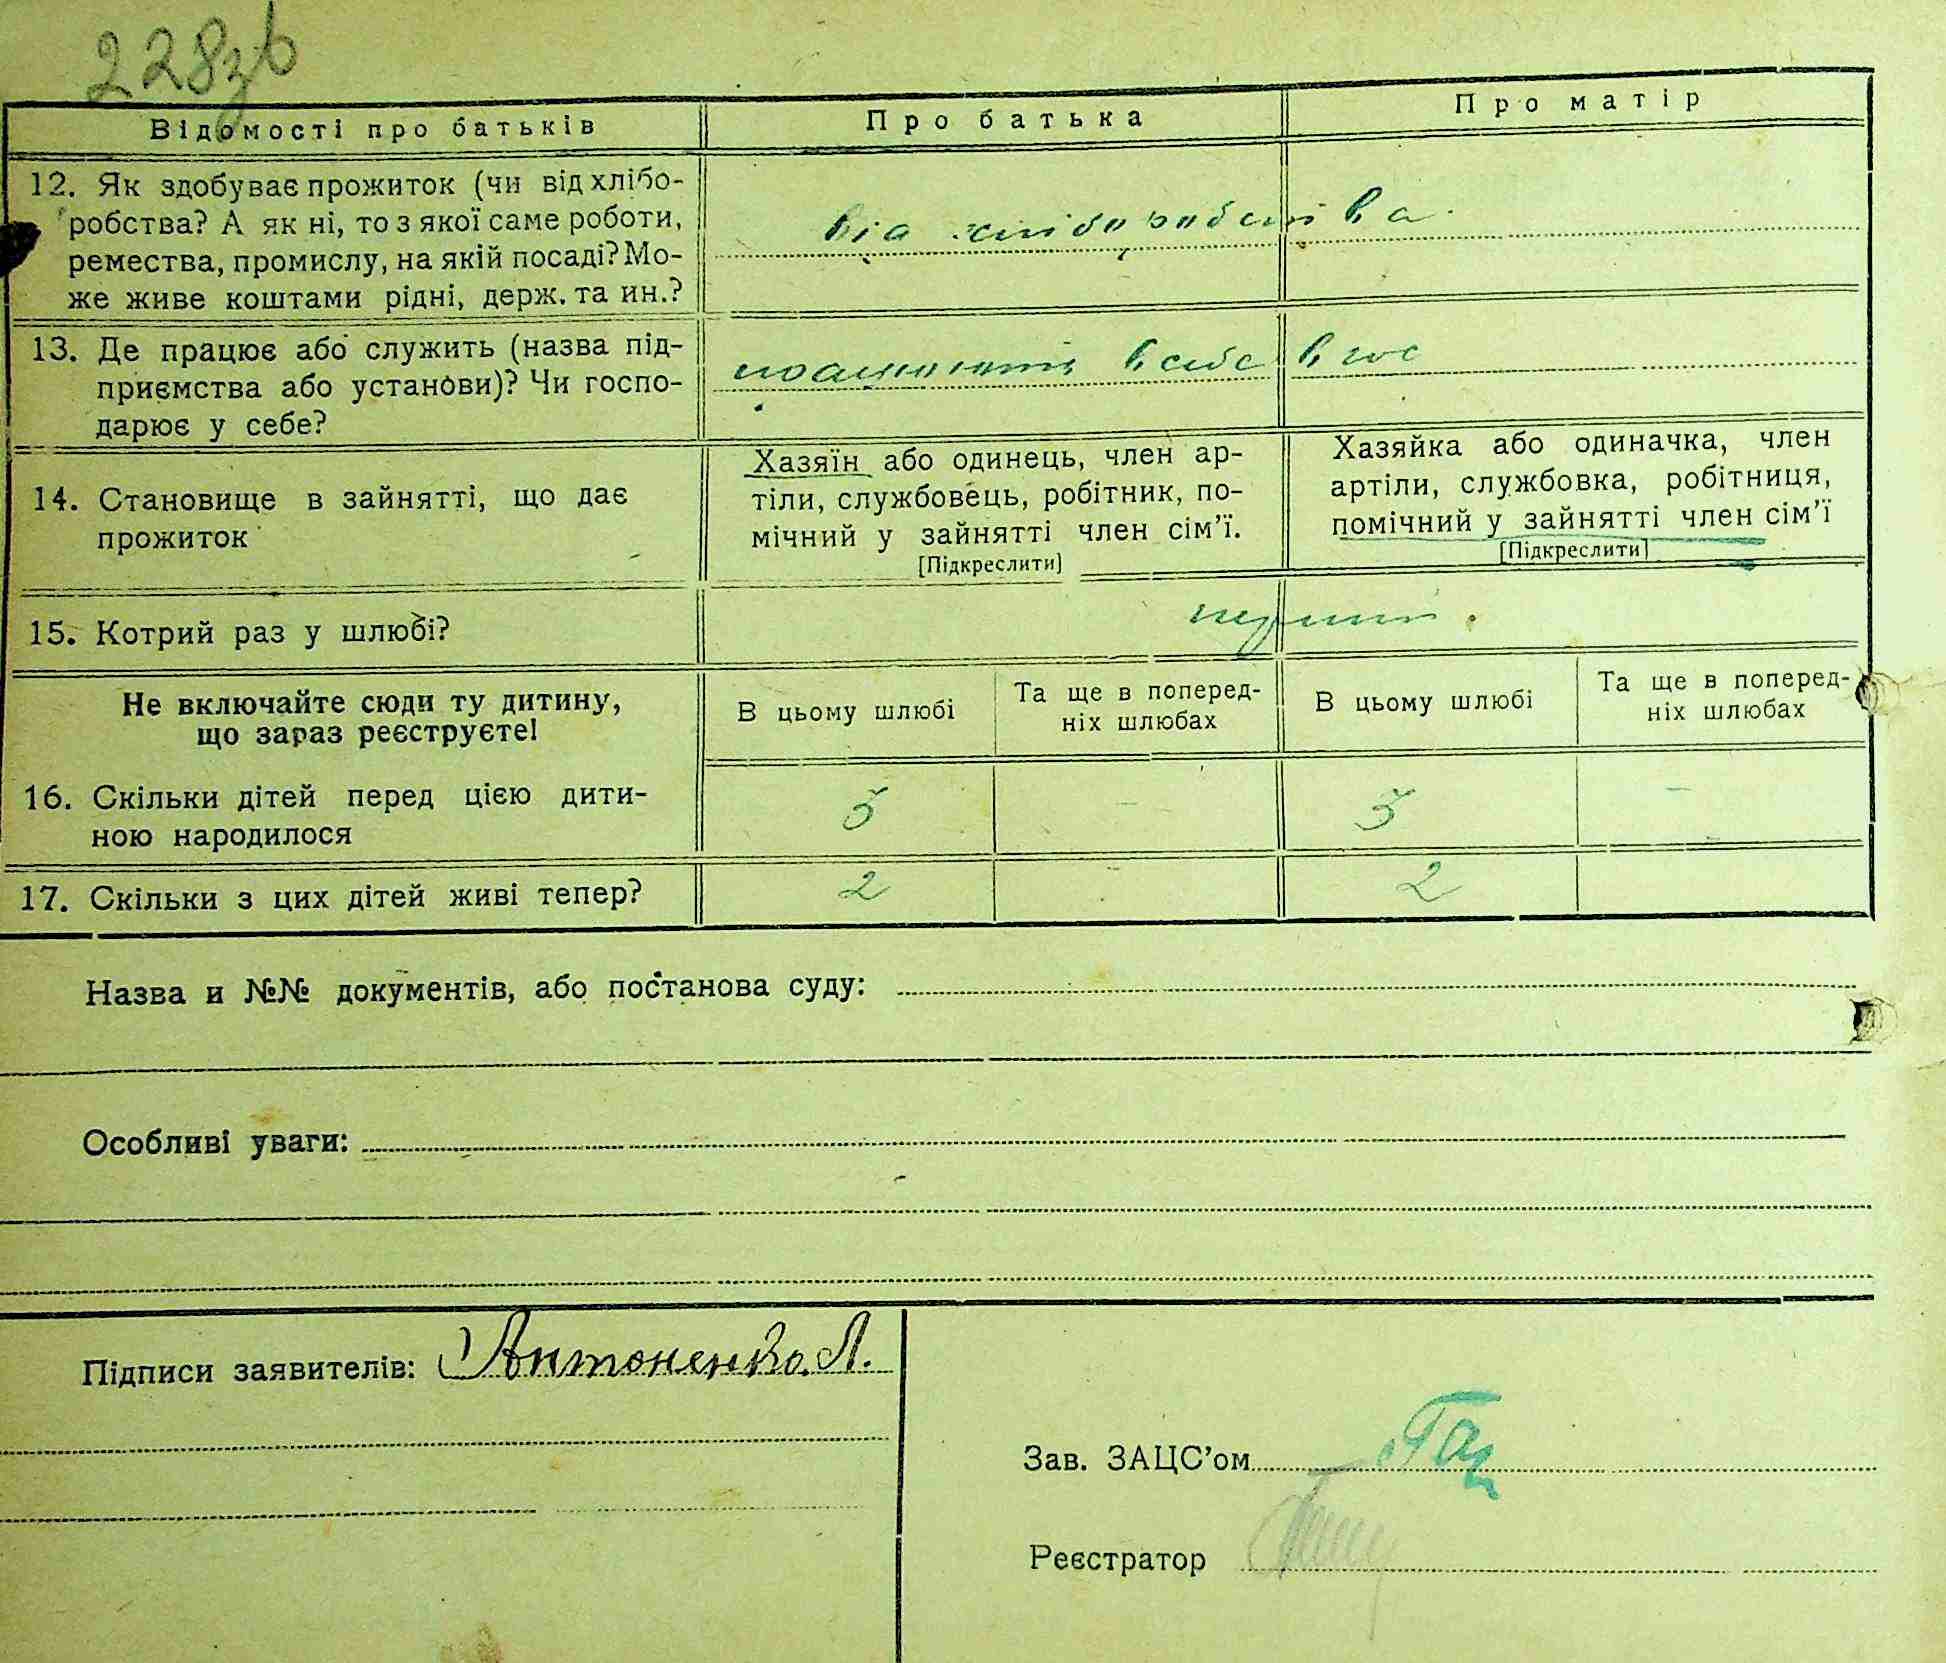 228зв
Відомості про батьків
Про батька
Про матір
12. Як здобуває прожиток (чи від хлібо-
робства? А як ні, то з якої саме роботи,
ремества, промислу, на якій посаді? Мо-
же живе коштами рідні, держ. та ин.?
від хліборобства.
13. Де працює або служить (назва під-
приємства або установи)? Чи госпо-
дарює у себе?
в себе в гос
14. Становище в зайнятті, що дає
прожиток
Хазяїн або одинець, член ар-
тіли, службовець, робітник, по-
мічний у зайнятті член сім'ї.
[Підкреслити]
Хазяйка або одиначка, член
артіли, службовка, робітниця,
помічний у зайнятті член сім'ї
[Підкреслити]
15. Котрий раз у шлюбі?
перший.
Не включайте сюди ту дитину,
що зараз реєструєте!
В цьому шлюбі
Та ще в поперед-
ніх шлюбах
В цьому шлюбі
Та ще в поперед-
ніх шлюбах
16. Скільки дітей перед цією дити-
ною народилося
5 - 5 -
17. Скільки з цих дітей живі тепер?
2 - 2
Назва и №№ документів, або постанова суду:
Особливі уваги:
Підписи заявителів: Антоненко. Л.
Зав. ЗАЦС'ом
Реєстратор